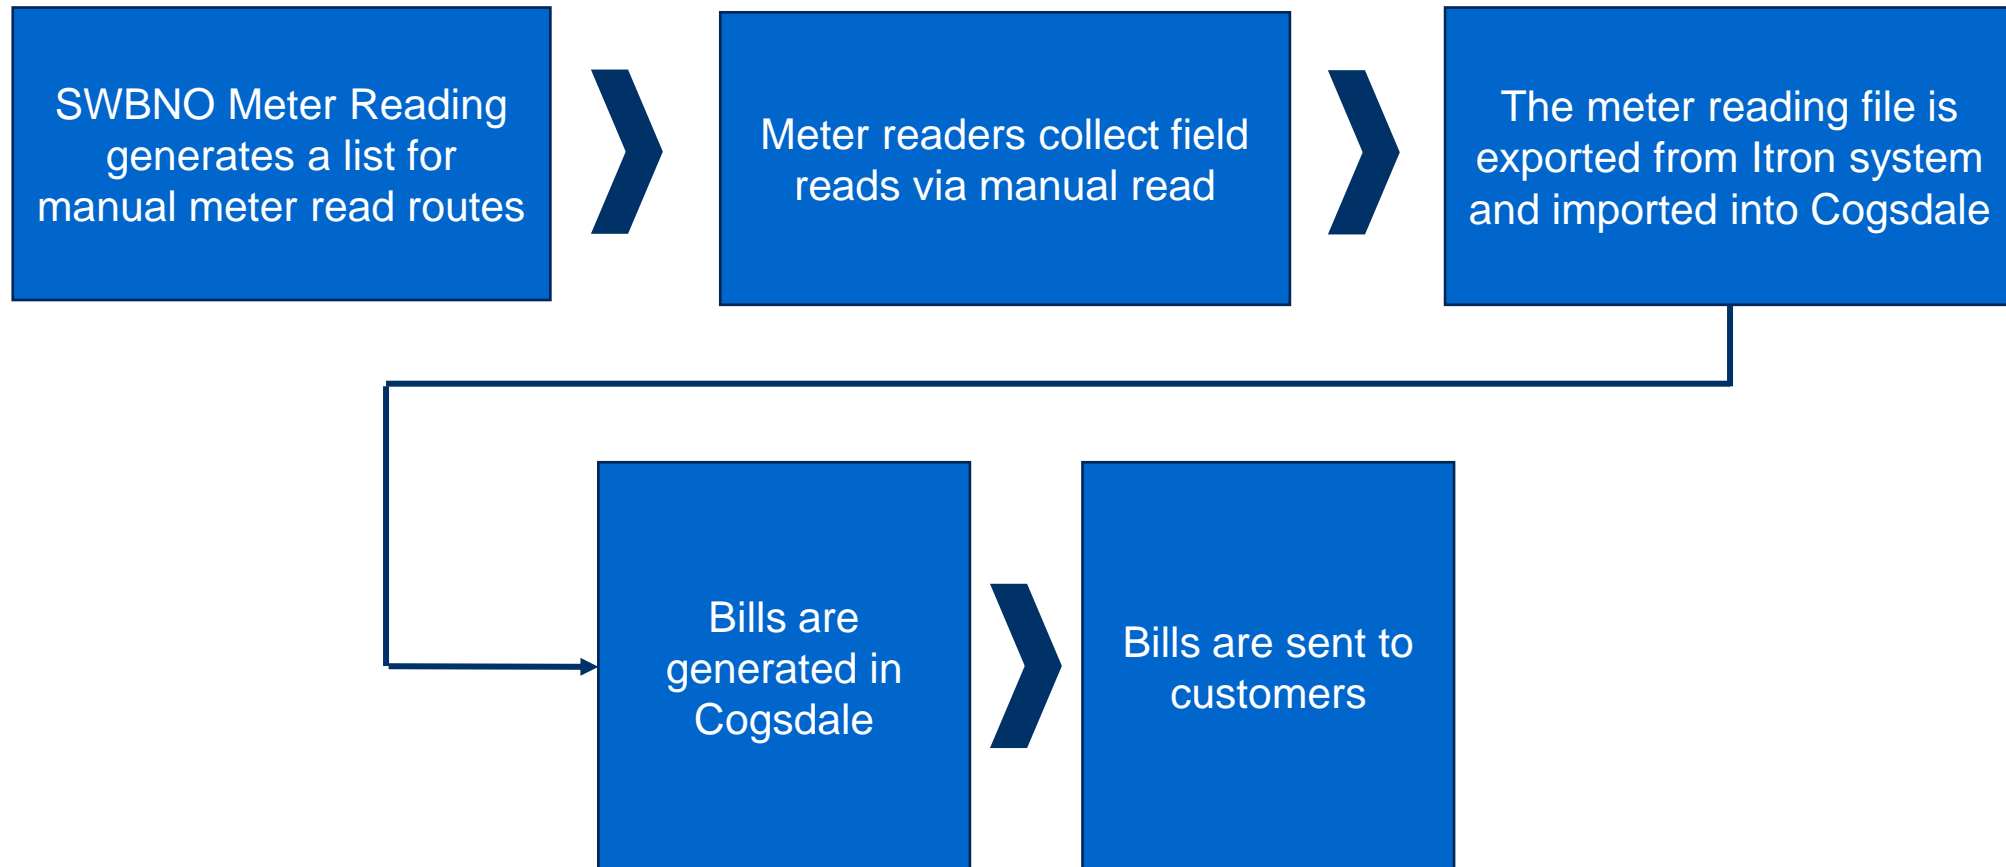 SWBNO Meter Reading
generates a list for
manual meter read routes
Meter readers collect field
reads via manual read
The meter reading file is
exported from Itron system
and imported into Cogsdale
Bills are
generated in
Cogsdale
Bills are sent to
customers